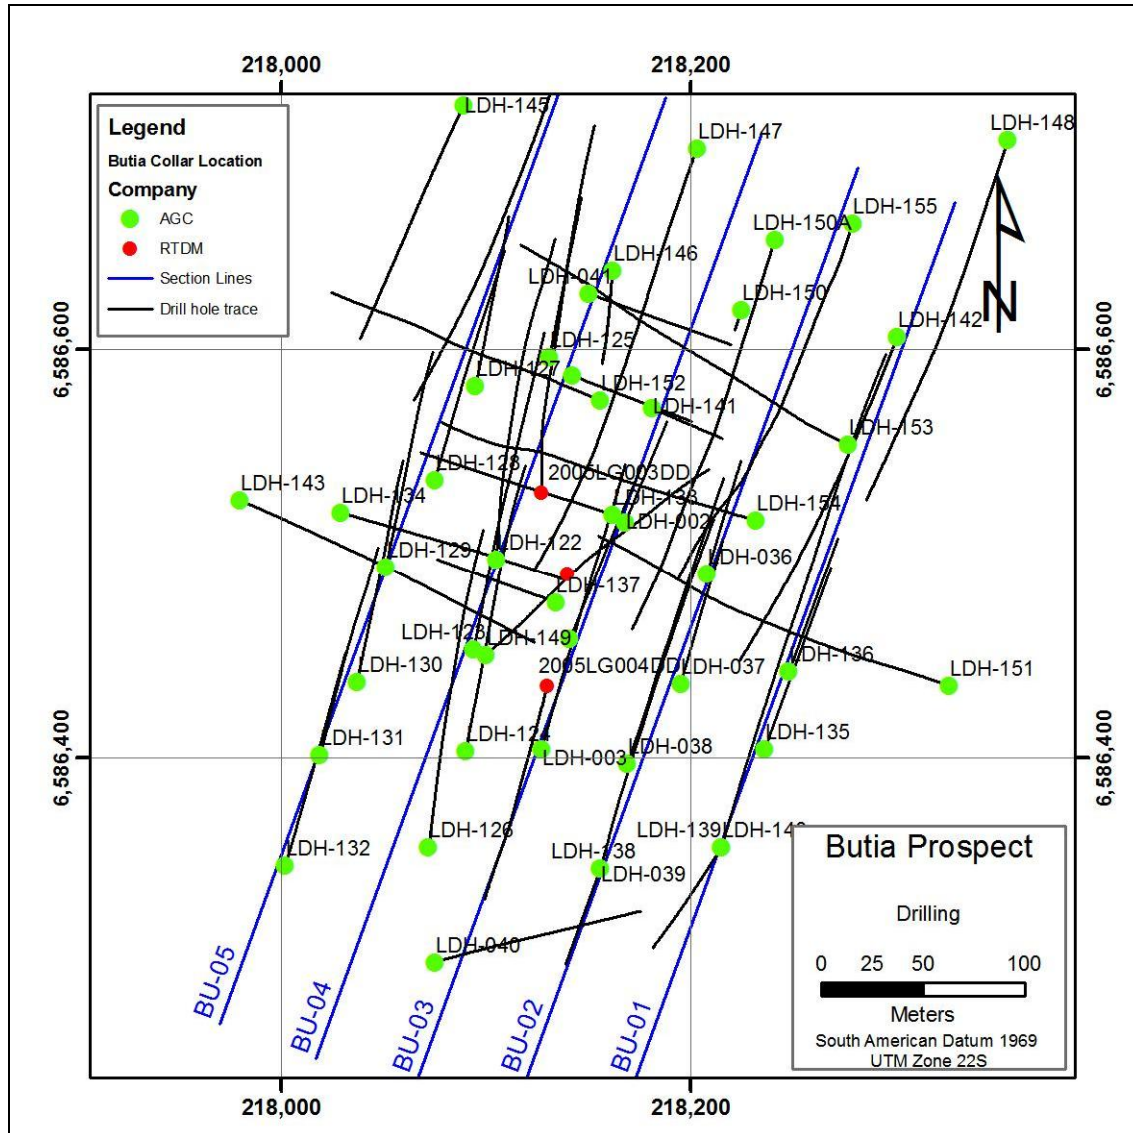 218,000
218,200
Legend
Butia Collar Location
Company
AGC
RTDM
Section Lines
Drill hole trace
LDH-145
LDH-147
LDH-148
LDH-155
LDH-150A
LDH-146
LDH-041
LDH-150
LDH-142
6,586,600
6,586,600
N
LDH-125
LDH-127
LDH-152
LDH-141
LDH-153
LDH-128
2005LG003DD
LDH-143
LDH-134
LDH-133
LDH-154
LDH-002
LDH-122
LDH-129
LDH-036
LDH-137
LDH-123
LDH-149
2005LG004DD
LDH-037
LDH-136
LDH-130
LDH-151
LDH-131
LDH-124
LDH-003
LDH-038
LDH-135
6,586,400
6,586,400
LDH-126
LDH-139
LDH-132
LDH-138
LDH-039
LDH-040
BU-05
BU-04
BU-03
BU-02
BU-01
Butia Prospect
Drilling
0 25 50 100
Meters
South American Datum 1969
UTM Zone 22S
218,000
218,200